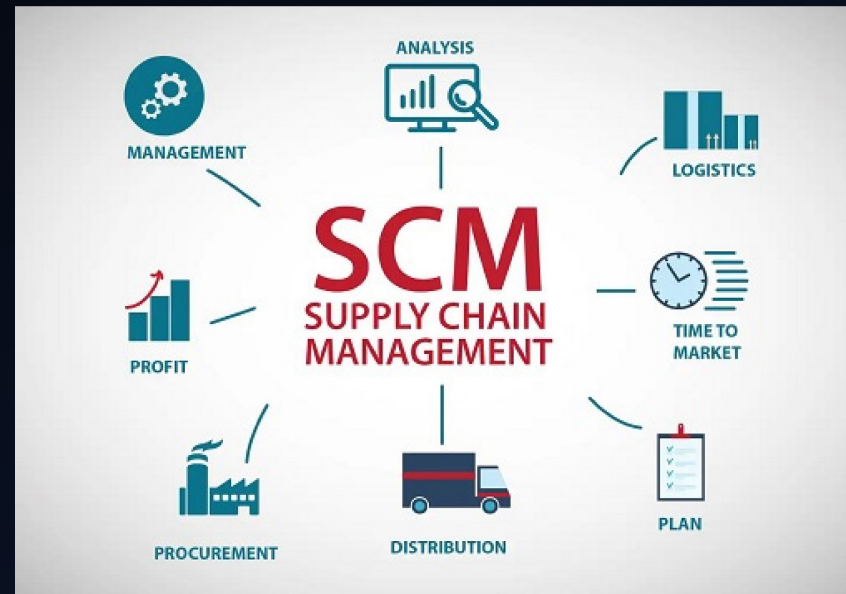 ANALYSIS
MANAGEMENT
LOGISTICS
SCM
SUPPLY CHAIN
MANAGEMENT
TIME TO
MARKET
PROFIT
PLAN
PROCUREMENT
DISTRIBUTION